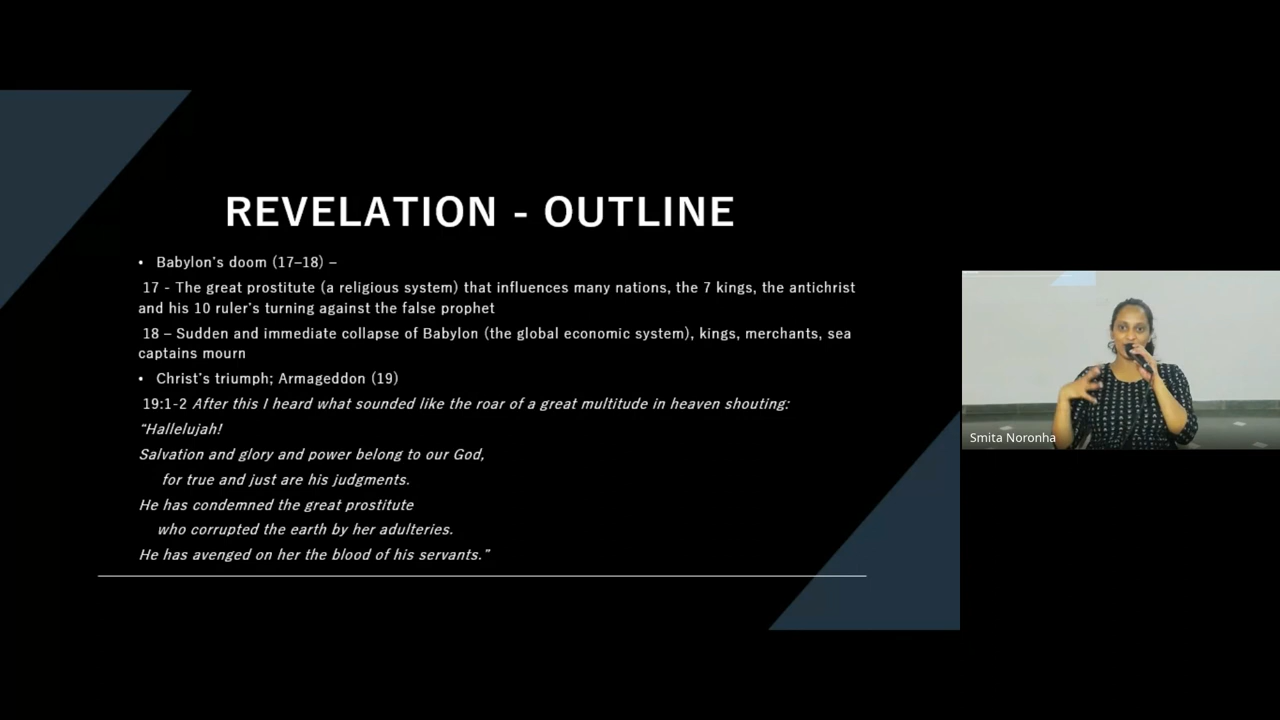 REVELATION - OUTLINE
• Babylon's doom (17–18) –
17 - The great prostitute (a religious system) that influences many nations, the 7 kings, the antichrist
and his 10 ruler's turning against the false prophet
18 – Sudden and immediate collapse of Babylon (the global economic system), kings, merchants, sea
captains mourn
• Christ's triumph; Armageddon (19)
19:1-2 After this I heard what sounded like the roar of a great multitude in heaven shouting:
"Hallelujah!
Salvation and glory and power belong to our God,
for true and just are his judgments.
He has condemned the great prostitute
who corrupted the earth by her adulteries.
He has avenged on her the blood of his servants."
Smita Noronha